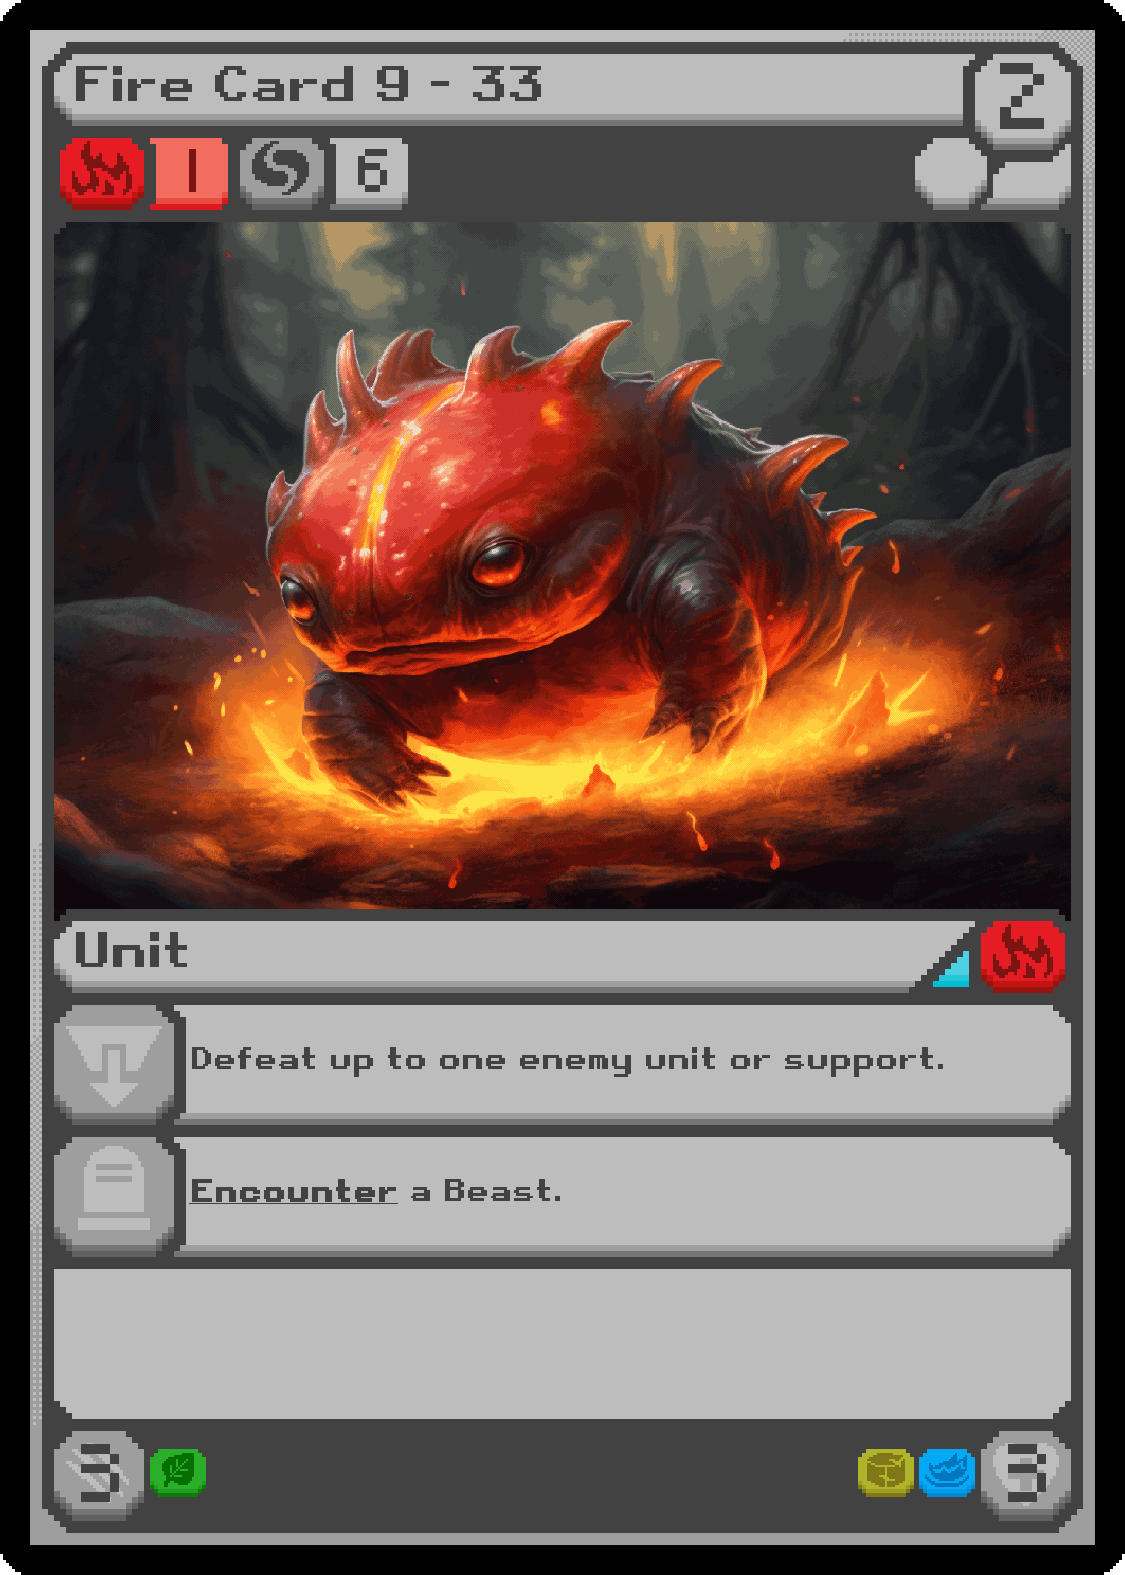 Fire Card 9 - 33
2
1 6
Unit
Defeat up to one enemy unit or support.
Encounter a Beast.
3 3